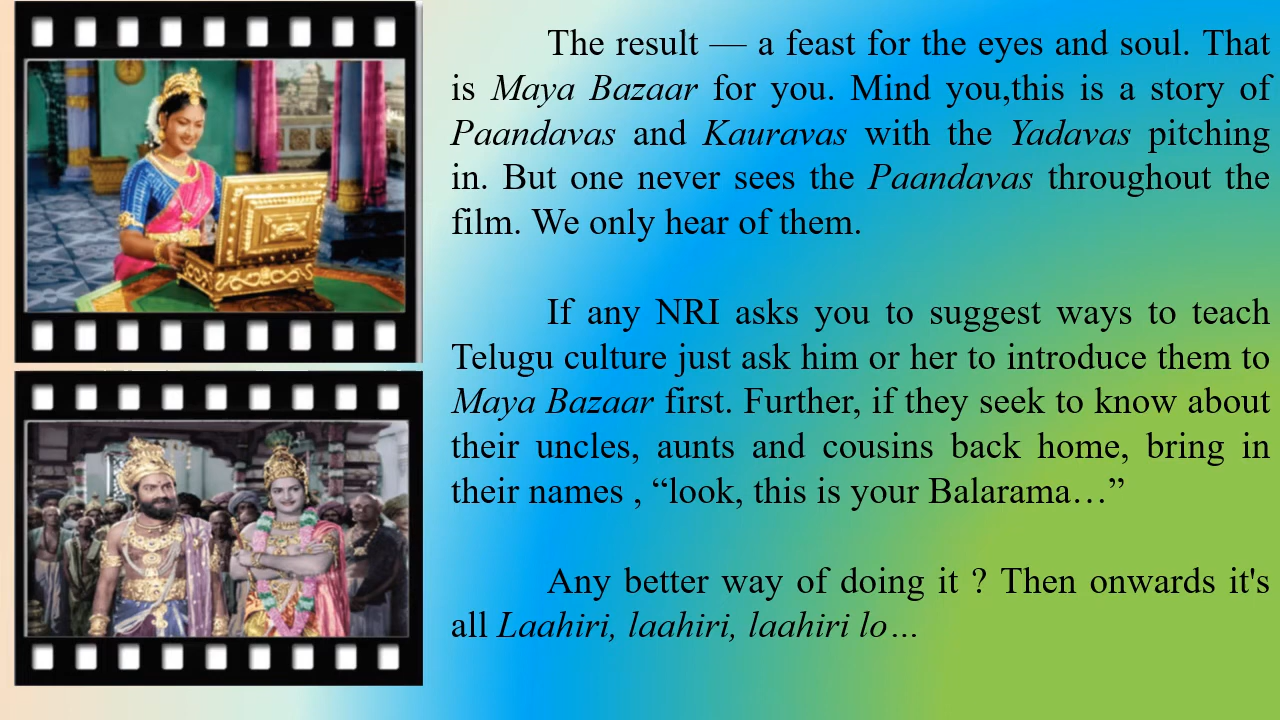 The result — a feast for the eyes and soul. That
is Maya Bazaar for you. Mind you,this is a story of
Paandavas and Kauravas with the Yadavas pitching
in. But one never sees the Paandavas throughout the
film. We only hear of them.
If any NRI asks you to suggest ways to teach
Telugu culture just ask him or her to introduce them to
Maya Bazaar first. Further, if they seek to know about
their uncles, aunts and cousins back home, bring in
their names , “look, this is your Balarama…”
Any better way of doing it ? Then onwards it's
all Laahiri, laahiri, laahiri lo…